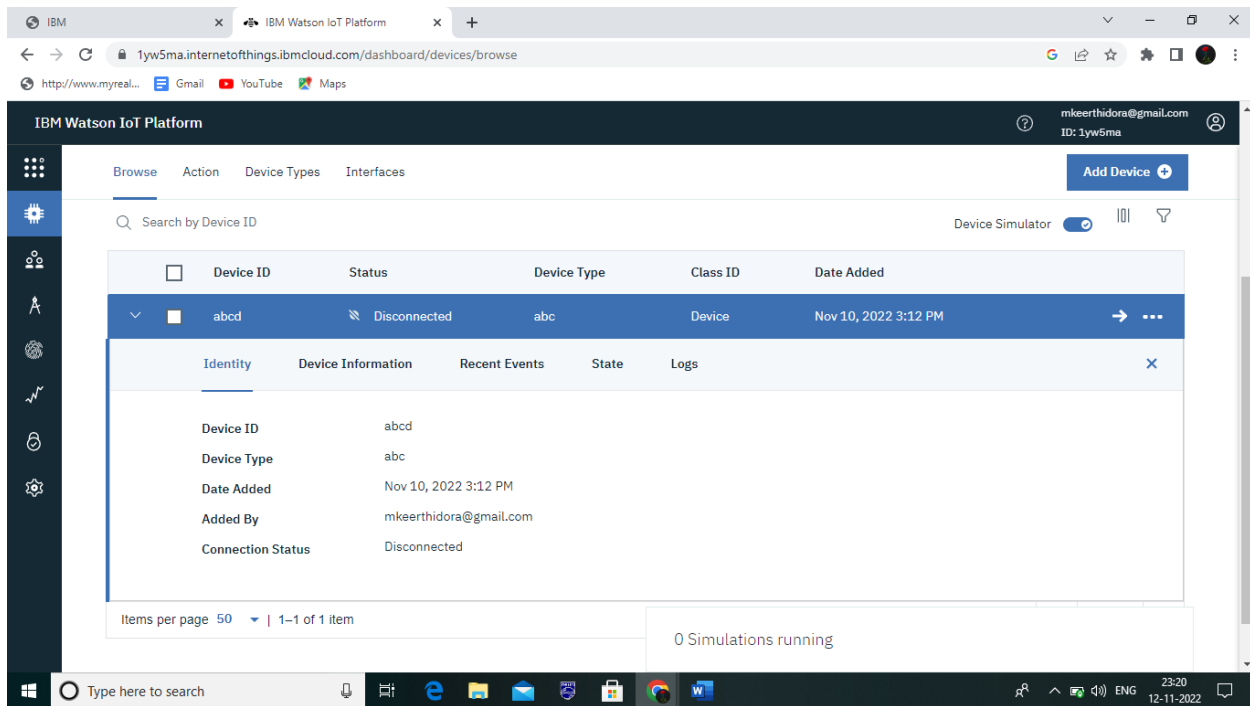 IBM
IBM Watson IoT Platform
1yw5ma.internetofthings.ibmcloud.com/dashboard/devices/browse
http://www.myreal... Gmail YouTube Maps
IBM Watson IoT Platform
mkeerthidora@gmail.com
ID: 1yw5ma
Browse Action Device Types Interfaces
Add Device
Search by Device ID
Device Simulator
Device ID Status Device Type Class ID Date Added
abcd Disconnected abc Device Nov 10, 2022 3:12 PM
Identity Device Information Recent Events State Logs
Device ID abcd
Device Type abc
Date Added Nov 10, 2022 3:12 PM
Added By mkeerthidora@gmail.com
Connection Status Disconnected
Items per page 50 | 1–1 of 1 item
0 Simulations running
Type here to search
ENG
23:20
12-11-2022